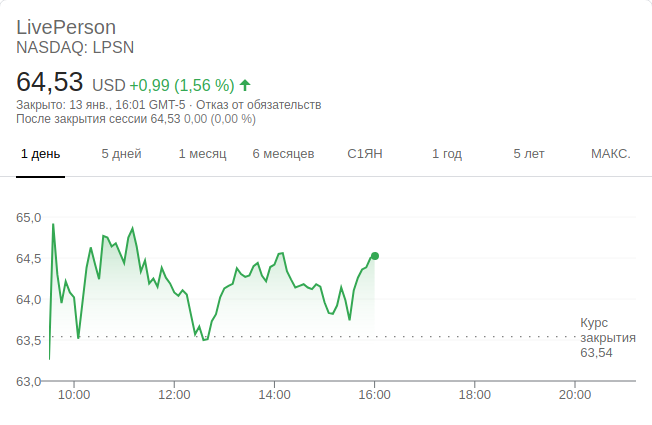 LivePerson
NASDAQ: LPSN
64,53 USD +0,99 (1,56 %)
Закрыто: 13 янв., 16:01 GMT-5 · Отказ от обязательств
После закрытия сессии 64,53 0,00 (0,00 %)
1 день 5 дней 1 месяц 6 месяцев С1ЯН 1 год 5 лет МАКС.
65,0
64,5
64,0
63,5
63,0
Курс
закрытия
63,54
10:00 12:00 14:00 16:00 18:00 20:00